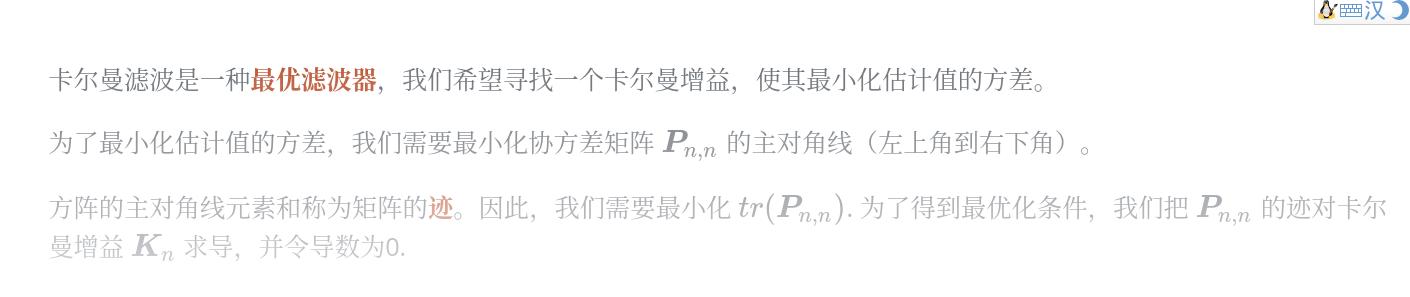 汉
卡尔曼滤波是一种最优滤波器，我们希望寻找一个卡尔曼增益，使其最小化估计值的方差。
为了最小化估计值的方差，我们需要最小化协方差矩阵 P_{n,n} 的主对角线（左上角到右下角）。
方阵的主对角线元素和称为矩阵的迹。因此，我们需要最小化 tr(P_{n,n}). 为了得到最优化条件，我们把 P_{n,n} 的迹对卡尔
曼增益 K_n 求导，并令导数为0.